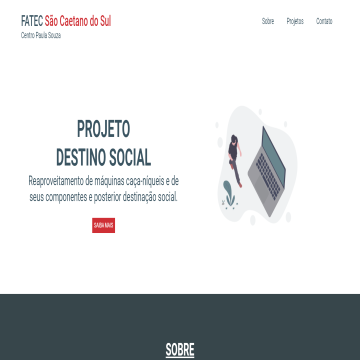 FATEC São Caetano do Sul
Centro Paula Souza
Sobre Projetos Contato
PROJETO
DESTINO SOCIAL
Reaproveitamento de máquinas caça-níqueis e de
seus componentes e posterior destinação social.
SAIBA MAIS
SOBRE